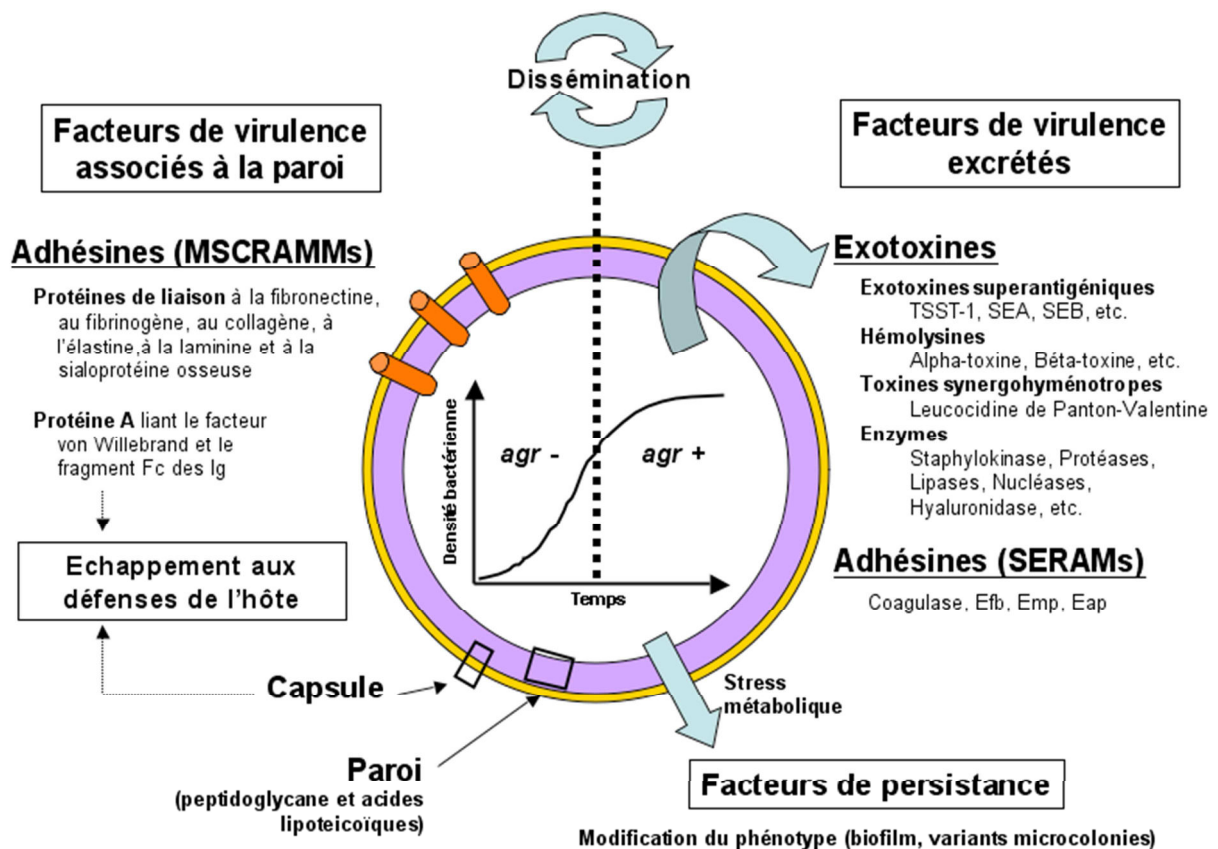 Dissémination
Facteurs de virulence
associés à la paroi
Facteurs de virulence
excrétés
Adhésines (MSCRAMMs)
Protéines de liaison à la fibronectine,
au fibrinogène, au collagène, à
l'élastine,à la laminine et à la
sialoprotéine osseuse
Protéine A liant le facteur
von Willebrand et le
fragment Fc des Ig
Echappement aux
défenses de l'hôte
Capsule
Paroi
(peptidoglycane et acides
lipoteicoïques)
Densité bactérienne
agr -
agr +
Temps
Exotoxines
Exotoxines superantigéniques
TSST-1, SEA, SEB, etc.
Hémolysines
Alpha-toxine, Béta-toxine, etc.
Toxines synergohyménotropes
Leucocidine de Panton-Valentine
Enzymes
Staphylokinase, Protéases,
Lipases, Nucléases,
Hyaluronidase, etc.
Adhésines (SERAMs)
Coagulase, Efb, Emp, Eap
Stress
métabolique
Facteurs de persistance
Modification du phénotype (biofilm, variants microcolonies)